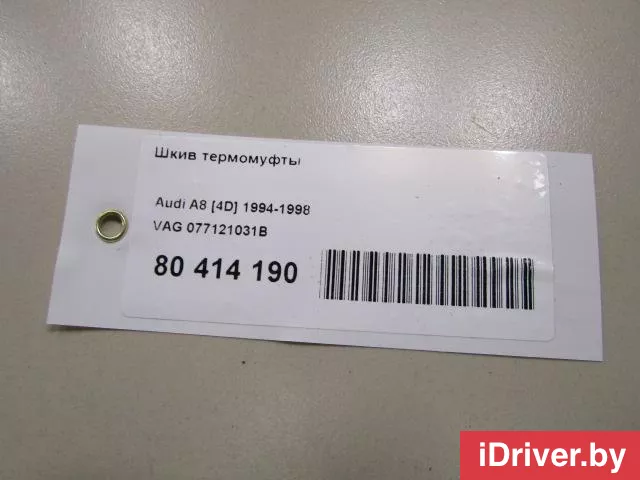 Шкив термомуфты
Audi A8 [4D] 1994-1998
VAG 077121031B
80 414 190
iDriver.by